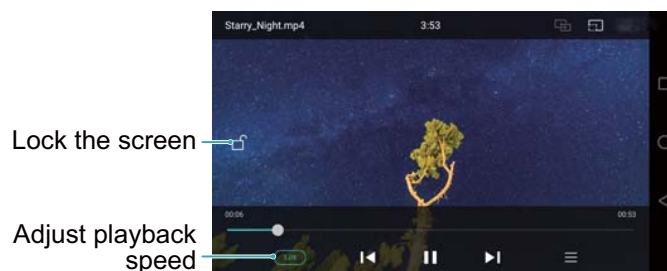 Starry_Night.mp4 3:53
Lock the screen
00:06 00:53
Adjust playback
speed